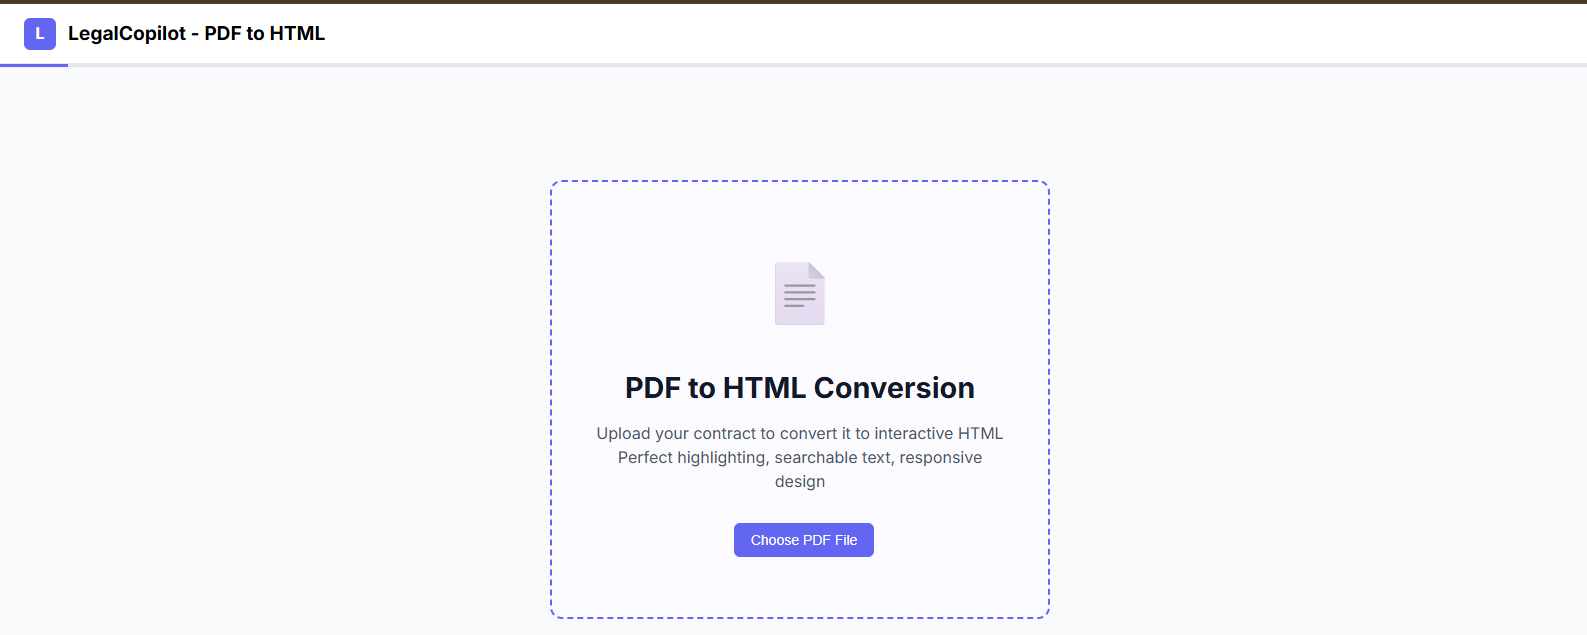 L
LegalCopilot - PDF to HTML
PDF to HTML Conversion
Upload your contract to convert it to interactive HTML
Perfect highlighting, searchable text, responsive
design
Choose PDF File